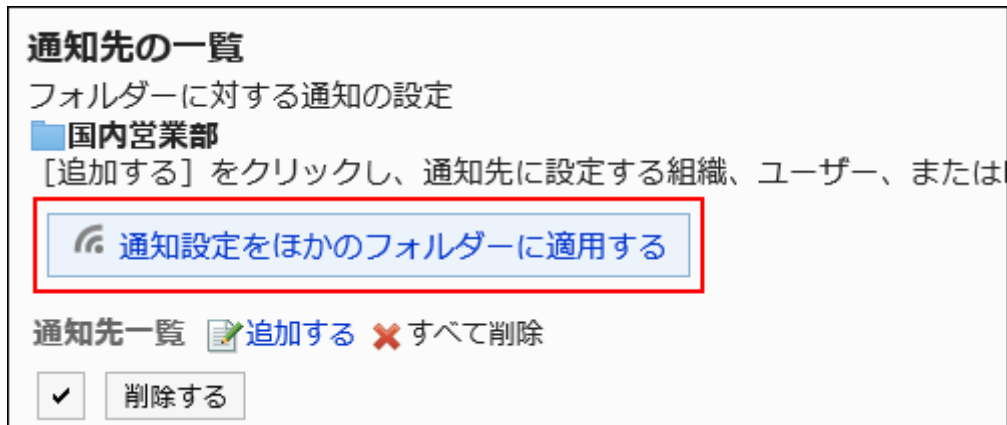 通知先の一覧
フォルダーに対する通知の設定
国内営業部
［追加する］をクリックし、通知先に設定する組織、ユーザー、または
通知設定をほかのフォルダーに適用する
通知先一覧 追加する すべて削除
削除する